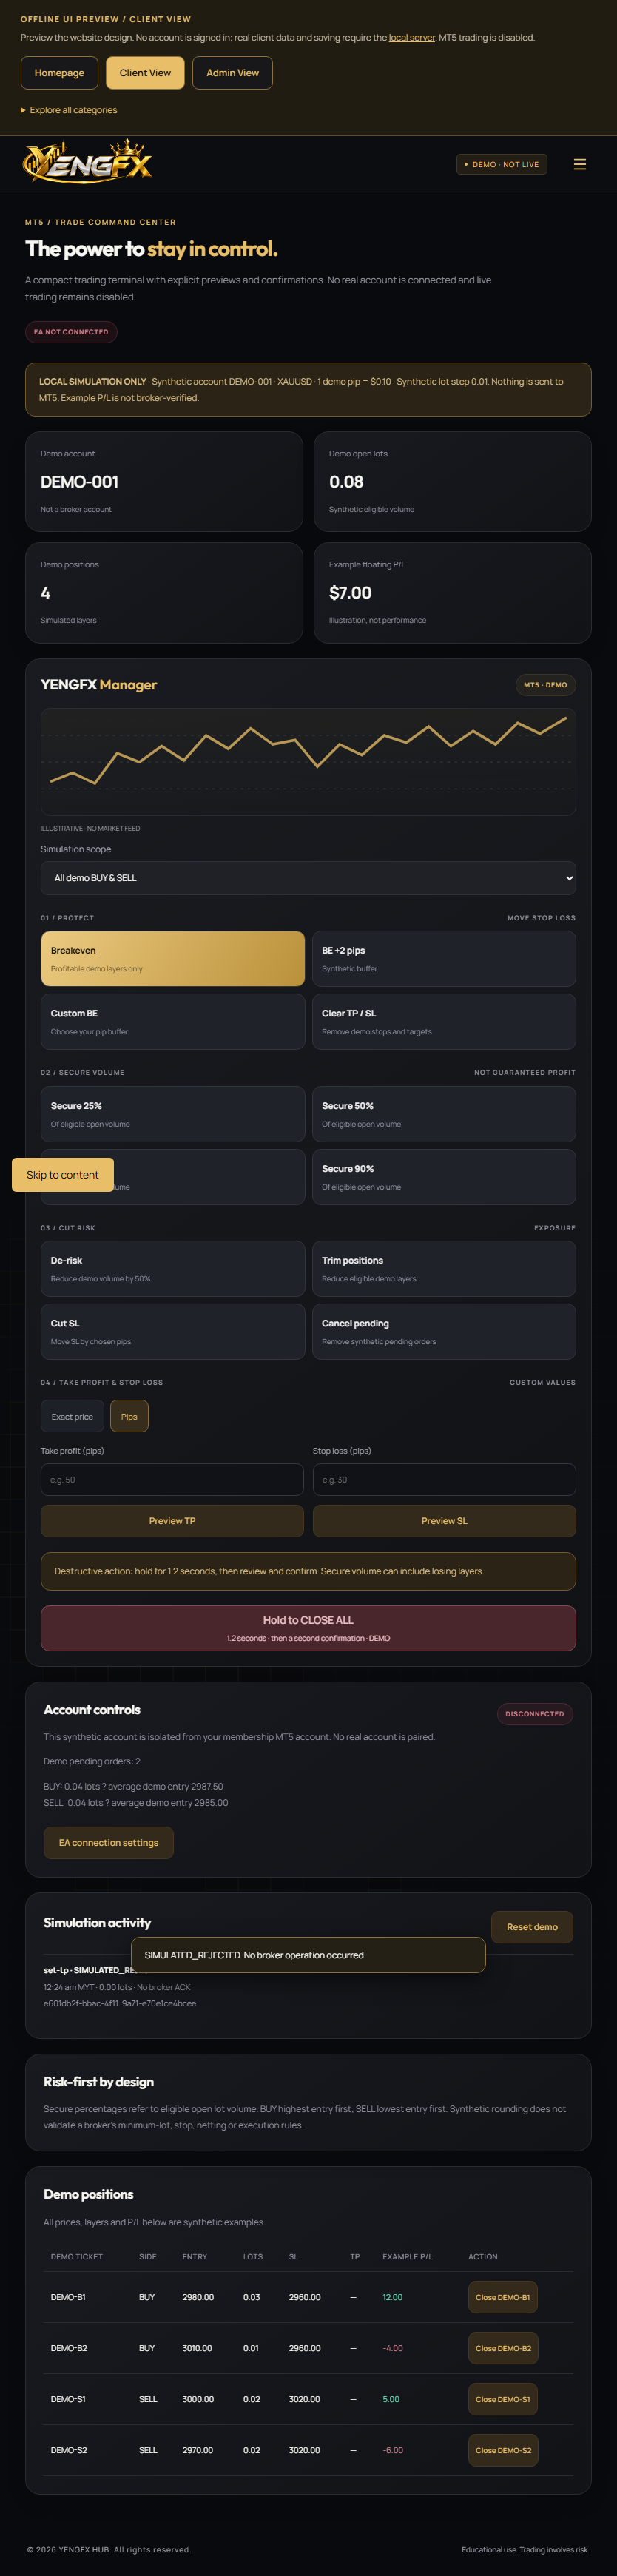 OFFLINE UI PREVIEW / CLIENT VIEW
Preview the website design. No account is signed in; real client data and saving require the local server. MT5 trading is disabled.
Homepage
Client View
Admin View
Explore all categories
YENGFX
DEMO · NOT LIVE
MT5 / TRADE COMMAND CENTER
The power to stay in control.
A compact trading terminal with explicit previews and confirmations. No real account is connected and live
trading remains disabled.
EA NOT CONNECTED
LOCAL SIMULATION ONLY · Synthetic account DEMO-001 · XAUUSD · 1 demo pip = $0.10 · Synthetic lot step 0.01. Nothing is sent to
MT5. Example P/L is not broker-verified.
Demo account
DEMO-001
Not a broker account
Demo open lots
0.08
Synthetic eligible volume
Demo positions
4
Simulated layers
Example floating P/L
$7.00
Illustration, not performance
YENGFX Manager
MT5 · DEMO
ILLUSTRATIVE · NO MARKET FEED
Simulation scope
All demo BUY & SELL
01 / PROTECT
MOVE STOP LOSS
Breakeven
Profitable demo layers only
BE +2 pips
Synthetic buffer
Custom BE
Choose your pip buffer
Clear TP / SL
Remove demo stops and targets
02 / SECURE VOLUME
NOT GUARANTEED PROFIT
Secure 25%
Of eligible open volume
Secure 50%
Of eligible open volume
Skip to content
Secure 90%
Of eligible open volume
03 / CUT RISK
EXPOSURE
De-risk
Reduce demo volume by 50%
Trim positions
Reduce eligible demo layers
Cut SL
Move SL by chosen pips
Cancel pending
Remove synthetic pending orders
04 / TAKE PROFIT & STOP LOSS
CUSTOM VALUES
Exact price
Pips
Take profit (pips)
Stop loss (pips)
e.g. 50
e.g. 30
Preview TP
Preview SL
Destructive action: hold for 1.2 seconds, then review and confirm. Secure volume can include losing layers.
Hold to CLOSE ALL
1.2 seconds · then a second confirmation · DEMO
Account controls
DISCONNECTED
This synthetic account is isolated from your membership MT5 account. No real account is paired.
Demo pending orders: 2
BUY: 0.04 lots ? average demo entry 2987.50
SELL: 0.04 lots ? average demo entry 2985.00
EA connection settings
Simulation activity
Reset demo
SIMULATED_REJECTED. No broker operation occurred.
set-tp · SIMULATED_RE
12:24 am MYT · 0.00 lots · No broker ACK
e601db2f-bbac-4f11-9a71-e70e1ce4bcee
Risk-first by design
Secure percentages refer to eligible open lot volume. BUY highest entry first; SELL lowest entry first. Synthetic rounding does not
validate a broker's minimum-lot, stop, netting or execution rules.
Demo positions
All prices, layers and P/L below are synthetic examples.
DEMO TICKET SIDE ENTRY LOTS SL TP EXAMPLE P/L ACTION
DEMO-B1 BUY 2980.00 0.03 2960.00 — 12.00 Close DEMO-B1
DEMO-B2 BUY 3010.00 0.01 2960.00 — -4.00 Close DEMO-B2
DEMO-S1 SELL 3000.00 0.02 3020.00 — 5.00 Close DEMO-S1
DEMO-S2 SELL 2970.00 0.02 3020.00 — -6.00 Close DEMO-S2
© 2026 YENGFX HUB. All rights reserved.
Educational use. Trading involves risk.